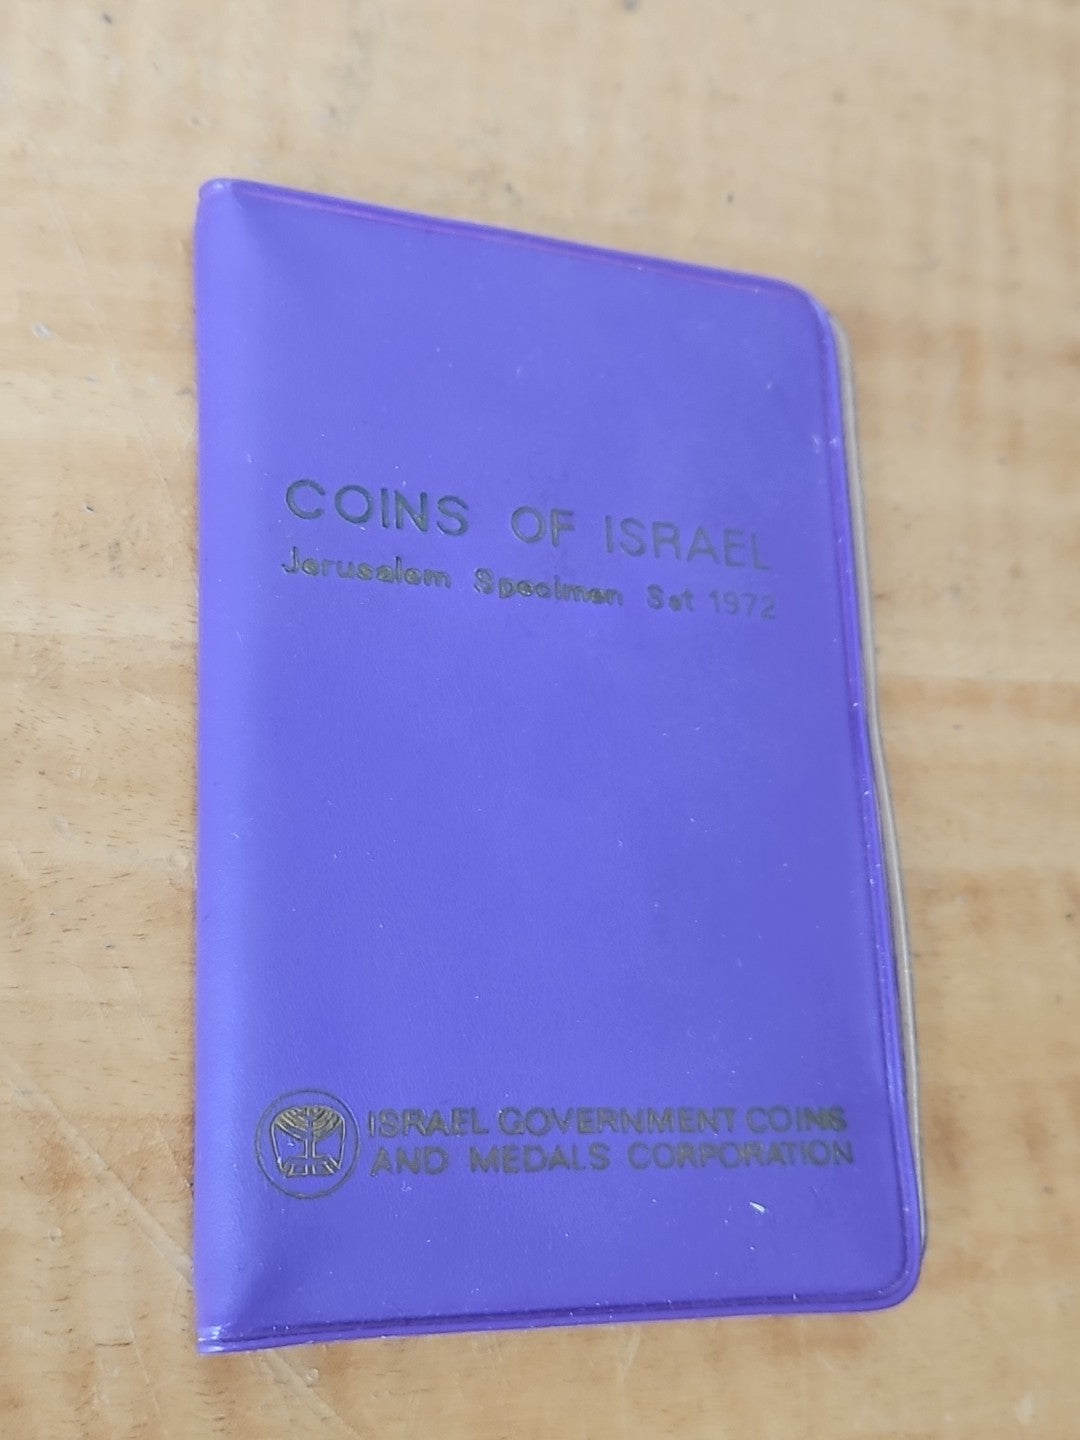 COINS OF ISRAEL
Jerusalem Specimen Set 1972
ISRAEL GOVERNMENT COINS
AND MEDALS CORPORATION